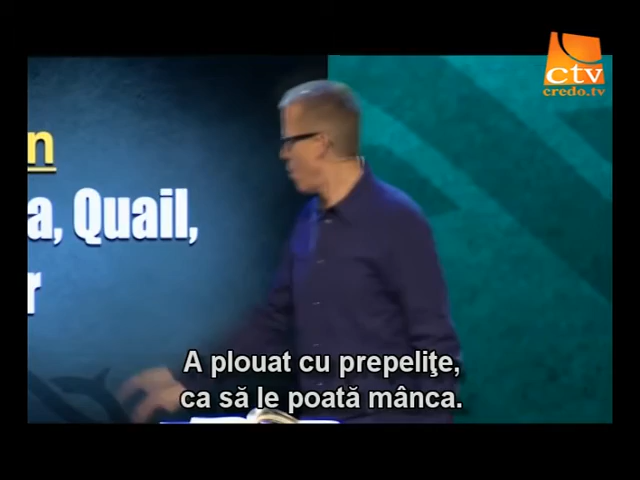 ctv
credo.tv
n
a, Quail,
r
A plouat cu prepeliţe,
ca să le poată mânca.